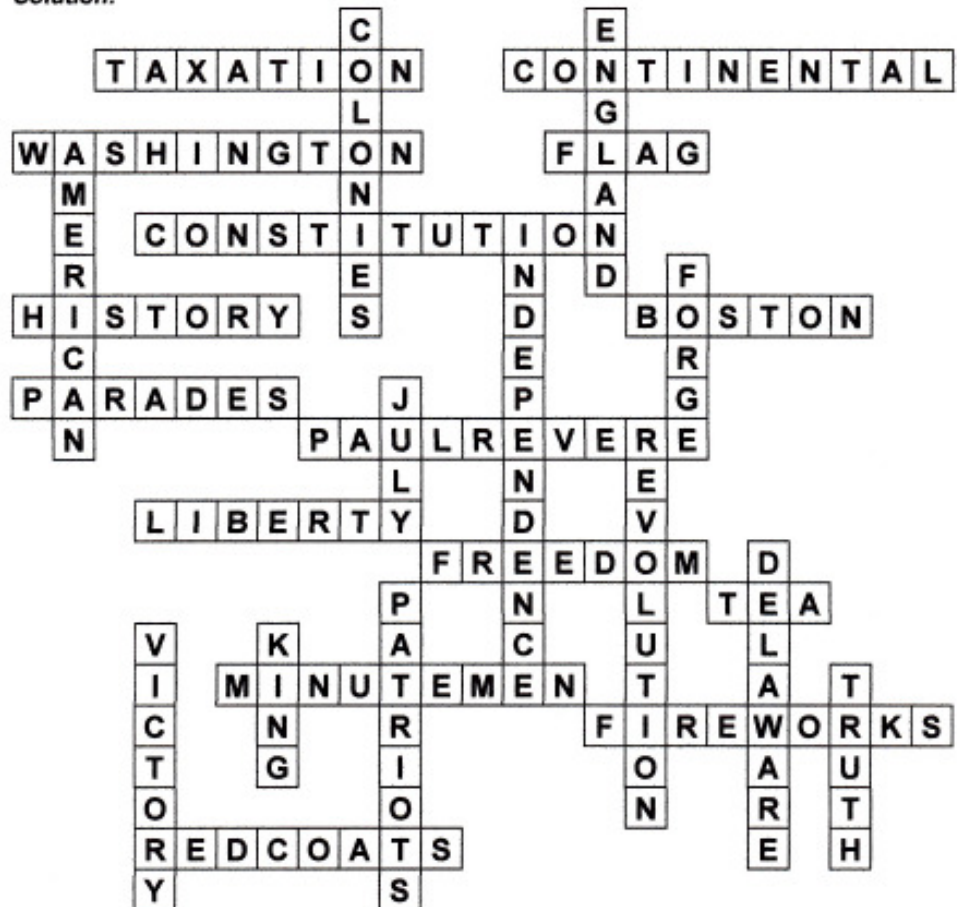 Solution:
COLONIES
ENGLAND
TAXATION
CONTINENTAL
WASHINGTON
AMERICAN
FLAG
CONSTITUTION
INDEPENDENCE
FORGE
HISTORY
BOSTON
PARADES
JULY
PAULREVERE
REVOLUTION
LIBERTY
FREEDOM
DELAWARE
PATRIOTS
TEA
VICTORY
KING
MINUTEMEN
TRUTH
FIREWORKS
REDCOATS